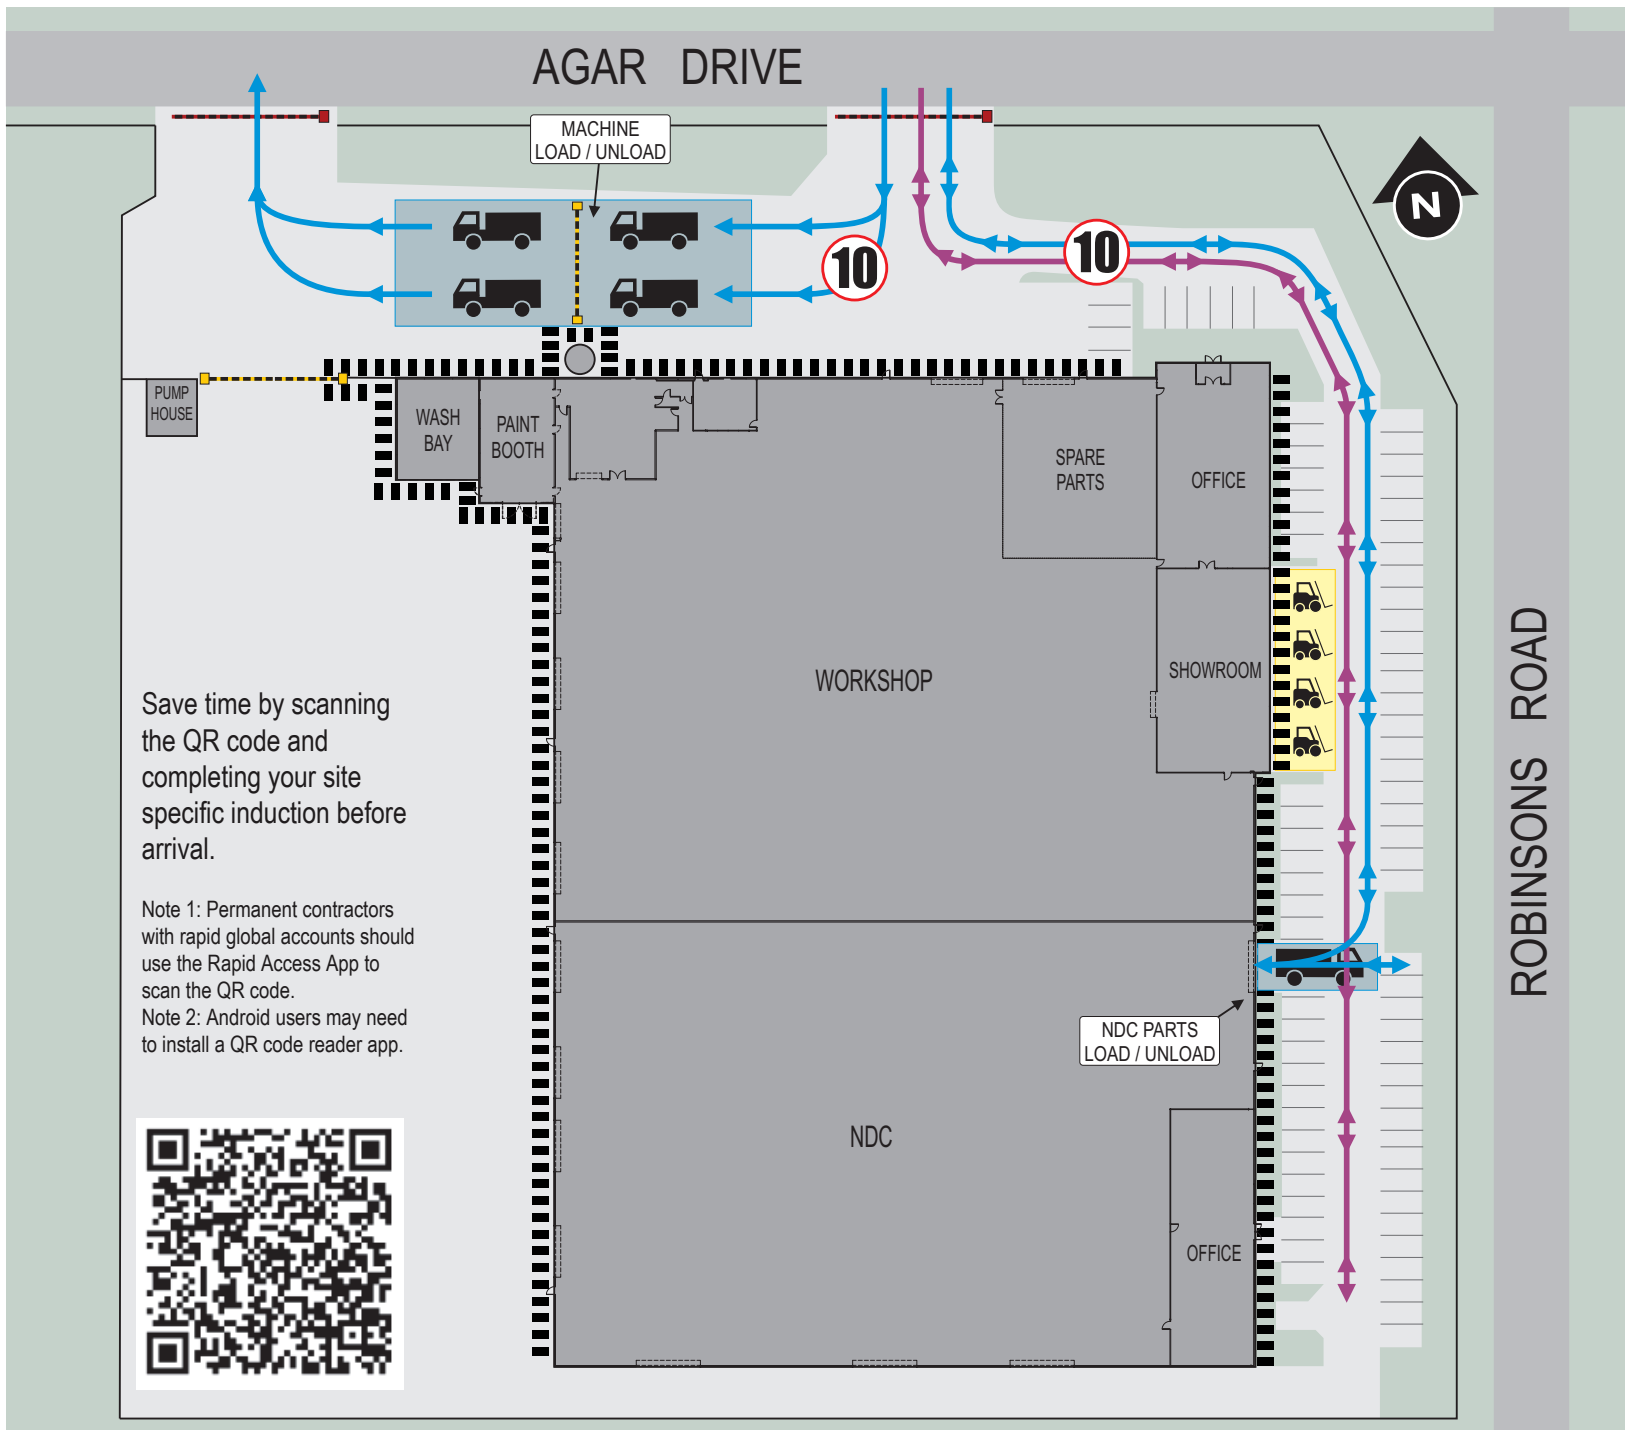 AGAR DRIVE
MACHINE
LOAD / UNLOAD
N
10
10
PUMP
HOUSE
WASH
BAY
PAINT
BOOTH
SPARE
PARTS
OFFICE
WORKSHOP
SHOWROOM
ROBINSONS ROAD
Save time by scanning
the QR code and
completing your site
specific induction before
arrival.
Note 1: Permanent contractors
with rapid global accounts should
use the Rapid Access App to
scan the QR code.
Note 2: Android users may need
to install a QR code reader app.
NDC PARTS
LOAD / UNLOAD
NDC
OFFICE